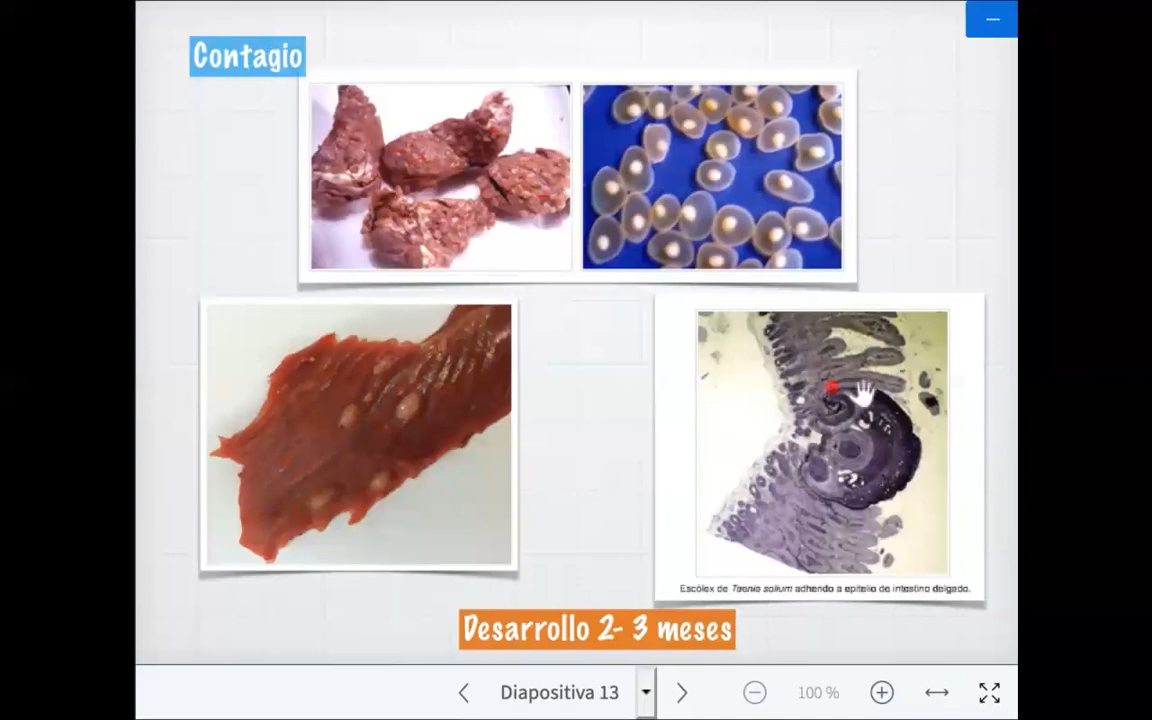 Contagio
Escólex de Taenia solium adherido a epitelio de intestino delgado.
Desarrollo 2- 3 meses
Diapositiva 13
100 %